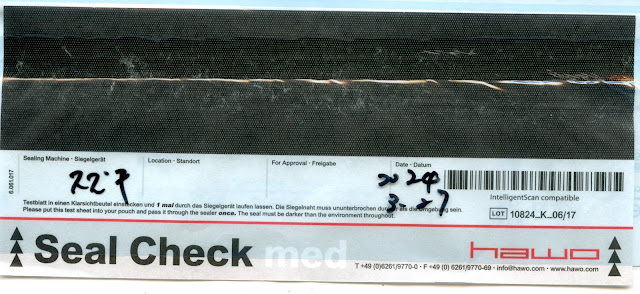 Sealing Machine · Siegelgerät
Location · Standort
For Approval · Freigabe
Date · Datum
6.061.017
Testblatt in einen Klarsichtbeutel einstecken und 1 mal durch das Siegelgerät laufen lassen. Die Siegelnaht muss ununterbrochen dunkler als die Umgebung sein.
Please put this test sheet into your pouch and pass it through the sealer once. The seal must be darker than the environment throughout.
IntelligentScan compatible
LOT 10824_K_06/17
Seal Check med
hawo
T +49 (0)6261/9770-0 · F +49 (0) 6261/9770-69 · info@hawo.com · www.hawo.com